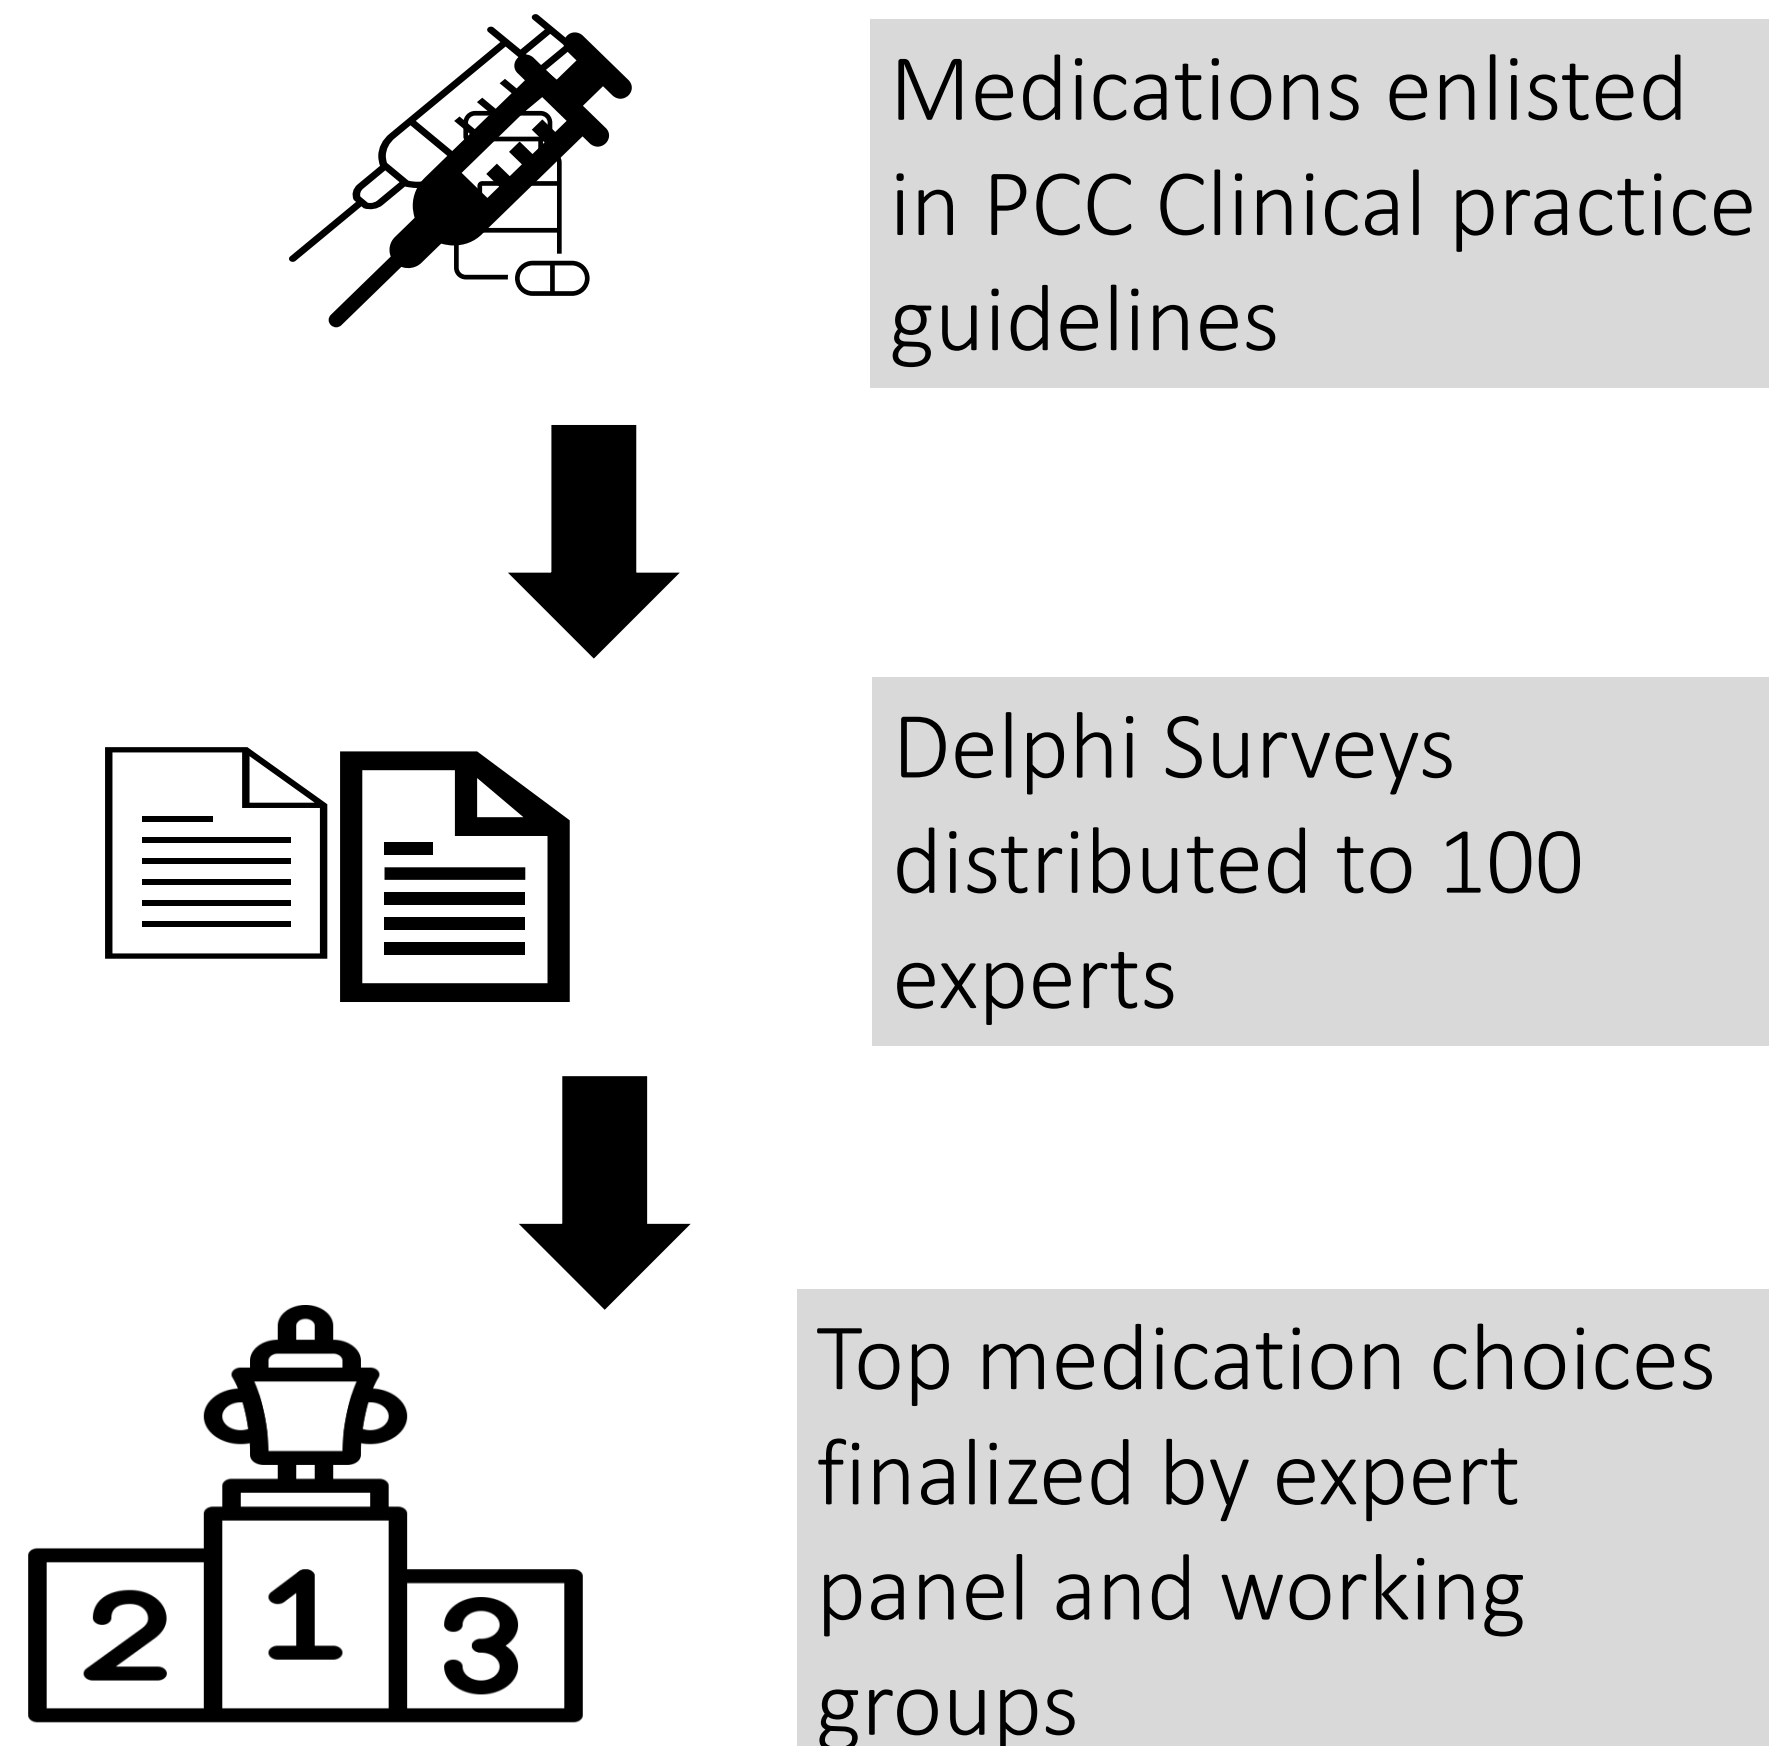 Medications enlisted
in PCC Clinical practice
guidelines
Delphi Surveys
distributed to 100
experts
2 1 3
Top medication choices
finalized by expert
panel and working
groups